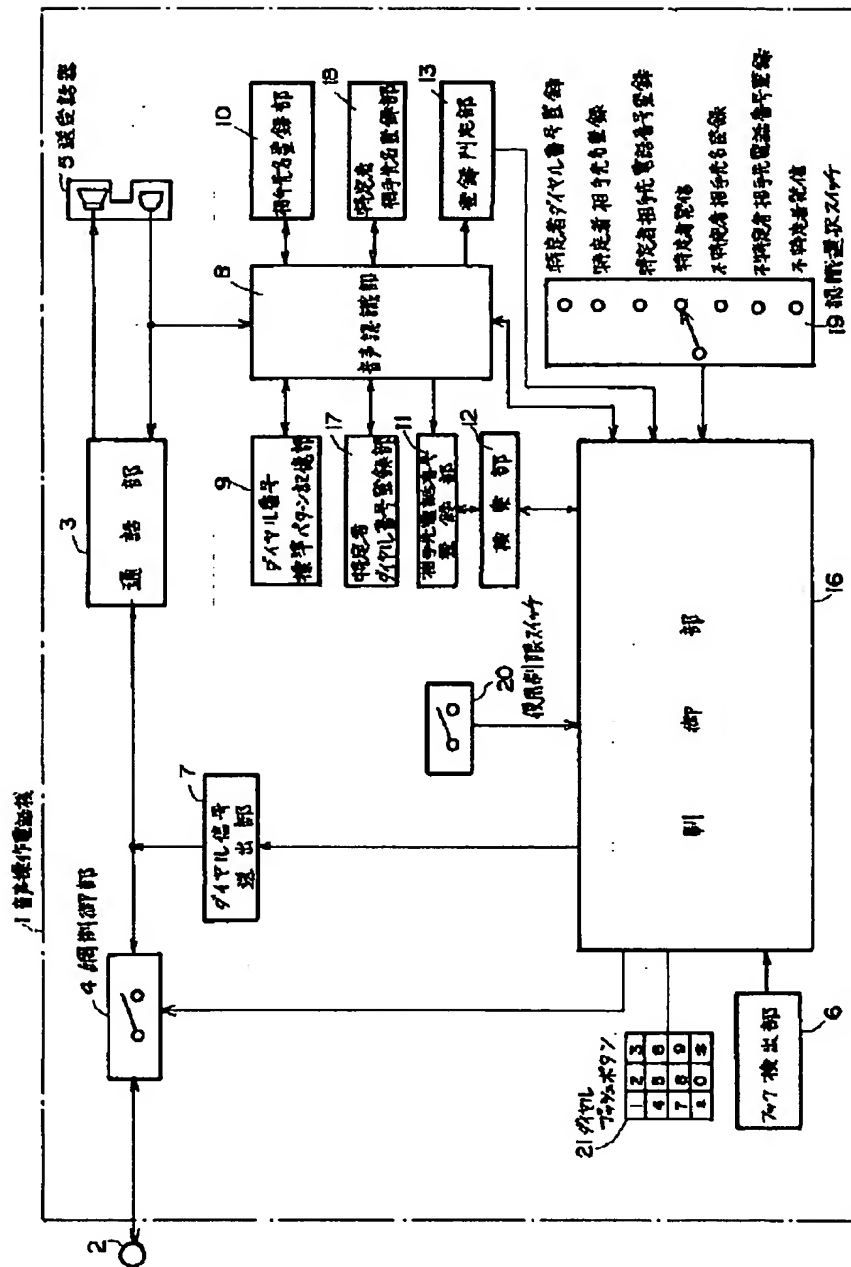 1 音声操作電話機
2
4 網制御部
3
通話部
5 送受話器
7
ダイヤル信号
送出部
20
使用制限スイッチ
9
ダイヤル番号
標準パターン記憶部
17
特定者
ダイヤル番号登録部
11
相手先電話番号
登録部
12
検索部
8
音声認識部
10
相手先名登録部
18
特定者
相手先名登録部
13
登録判定部
21 ダイヤル
プッシュボタン
1 2 3
4 5 6
7 8 9
* 0 #
フック検出部
6
制御部
16
特定者ダイヤル番号登録
特定者相手先名登録
特定者相手先電話番号登録
特定者発信
不特定者相手先名登録
不特定者相手先電話番号登録
不特定者発信
19 認識選択スイッチ